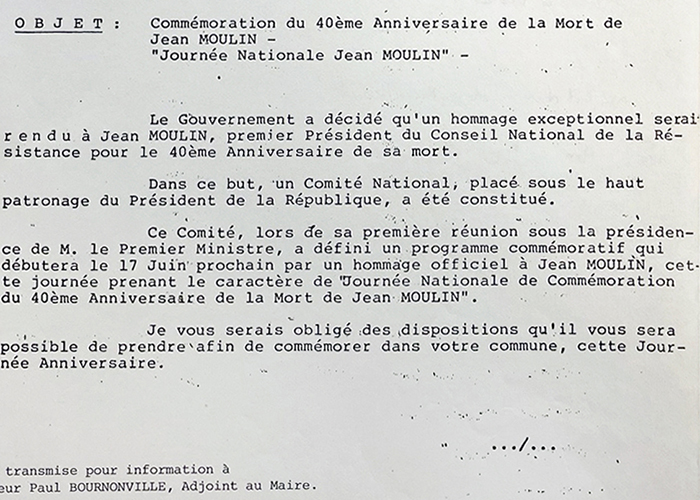 O B J E T : Commémoration du 40ème Anniversaire de la Mort de
Jean MOULIN -
"Journée Nationale Jean MOULIN" -
Le Gouvernement a décidé qu'un hommage exceptionnel serai
r e n d u à Jean MOULIN, premier Président du Conseil National de la Ré-
sistance pour le 40ème Anniversaire de sa mort.
Dans ce but, un Comité National, placé sous le haut
patronage du Président de la République, a été constitué.
Ce Comité, lors de sa première réunion sous la présiden-
ce de M. le Premier Ministre, a défini un programme commémoratif qui
débutera le 17 Juin prochain par un hommage officiel à Jean MOULIN, cet-
te journée prenant le caractère de "Journée Nationale de Commémoration
du 40ème Anniversaire de la Mort de Jean MOULIN".
Je vous serais obligé des dispositions qu'il vous sera
possible de prendre afin de commémorer dans votre commune, cette Jour-
née Anniversaire.
.../...
transmise pour information à
eur Paul BOURNONVILLE, Adjoint au Maire.